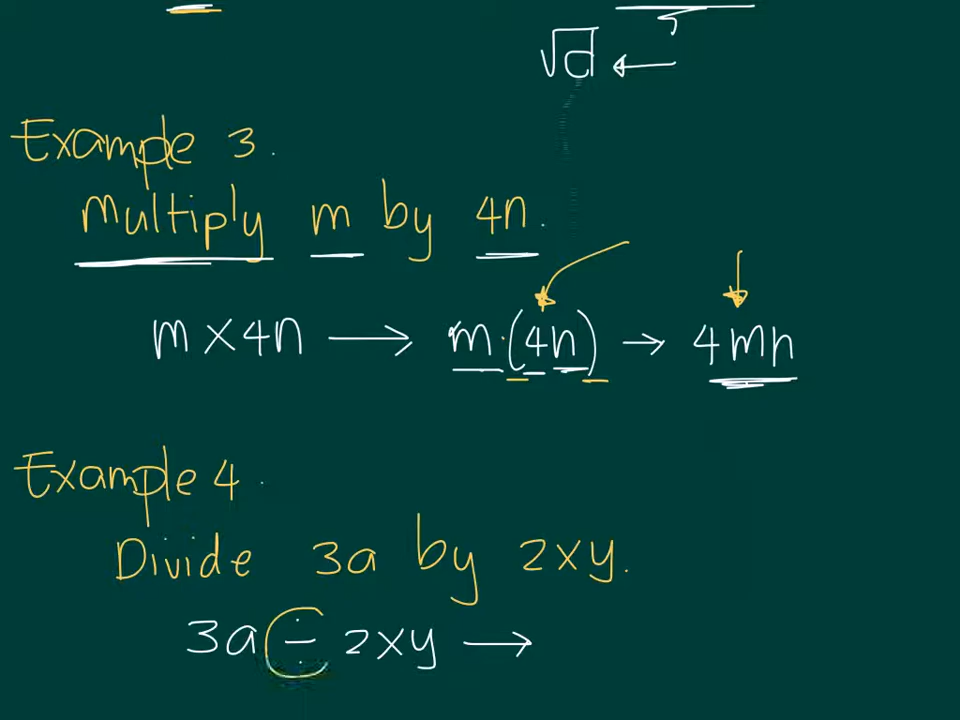 √d ←
Example 3.
Multiply m by 4n.
m × 4n → m·(4n) → 4mn
Example 4.
Divide 3a by 2xy.
3a ÷ 2xy →